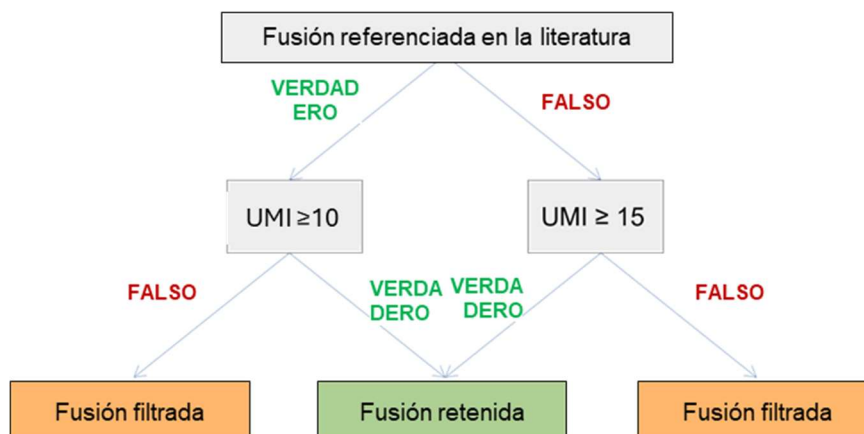 Fusión referenciada en la literatura
VERDAD
ERO
FALSO
UMI ≥10
UMI ≥ 15
FALSO
VERDA
DERO
VERDA
DERO
FALSO
Fusión filtrada
Fusión retenida
Fusión filtrada